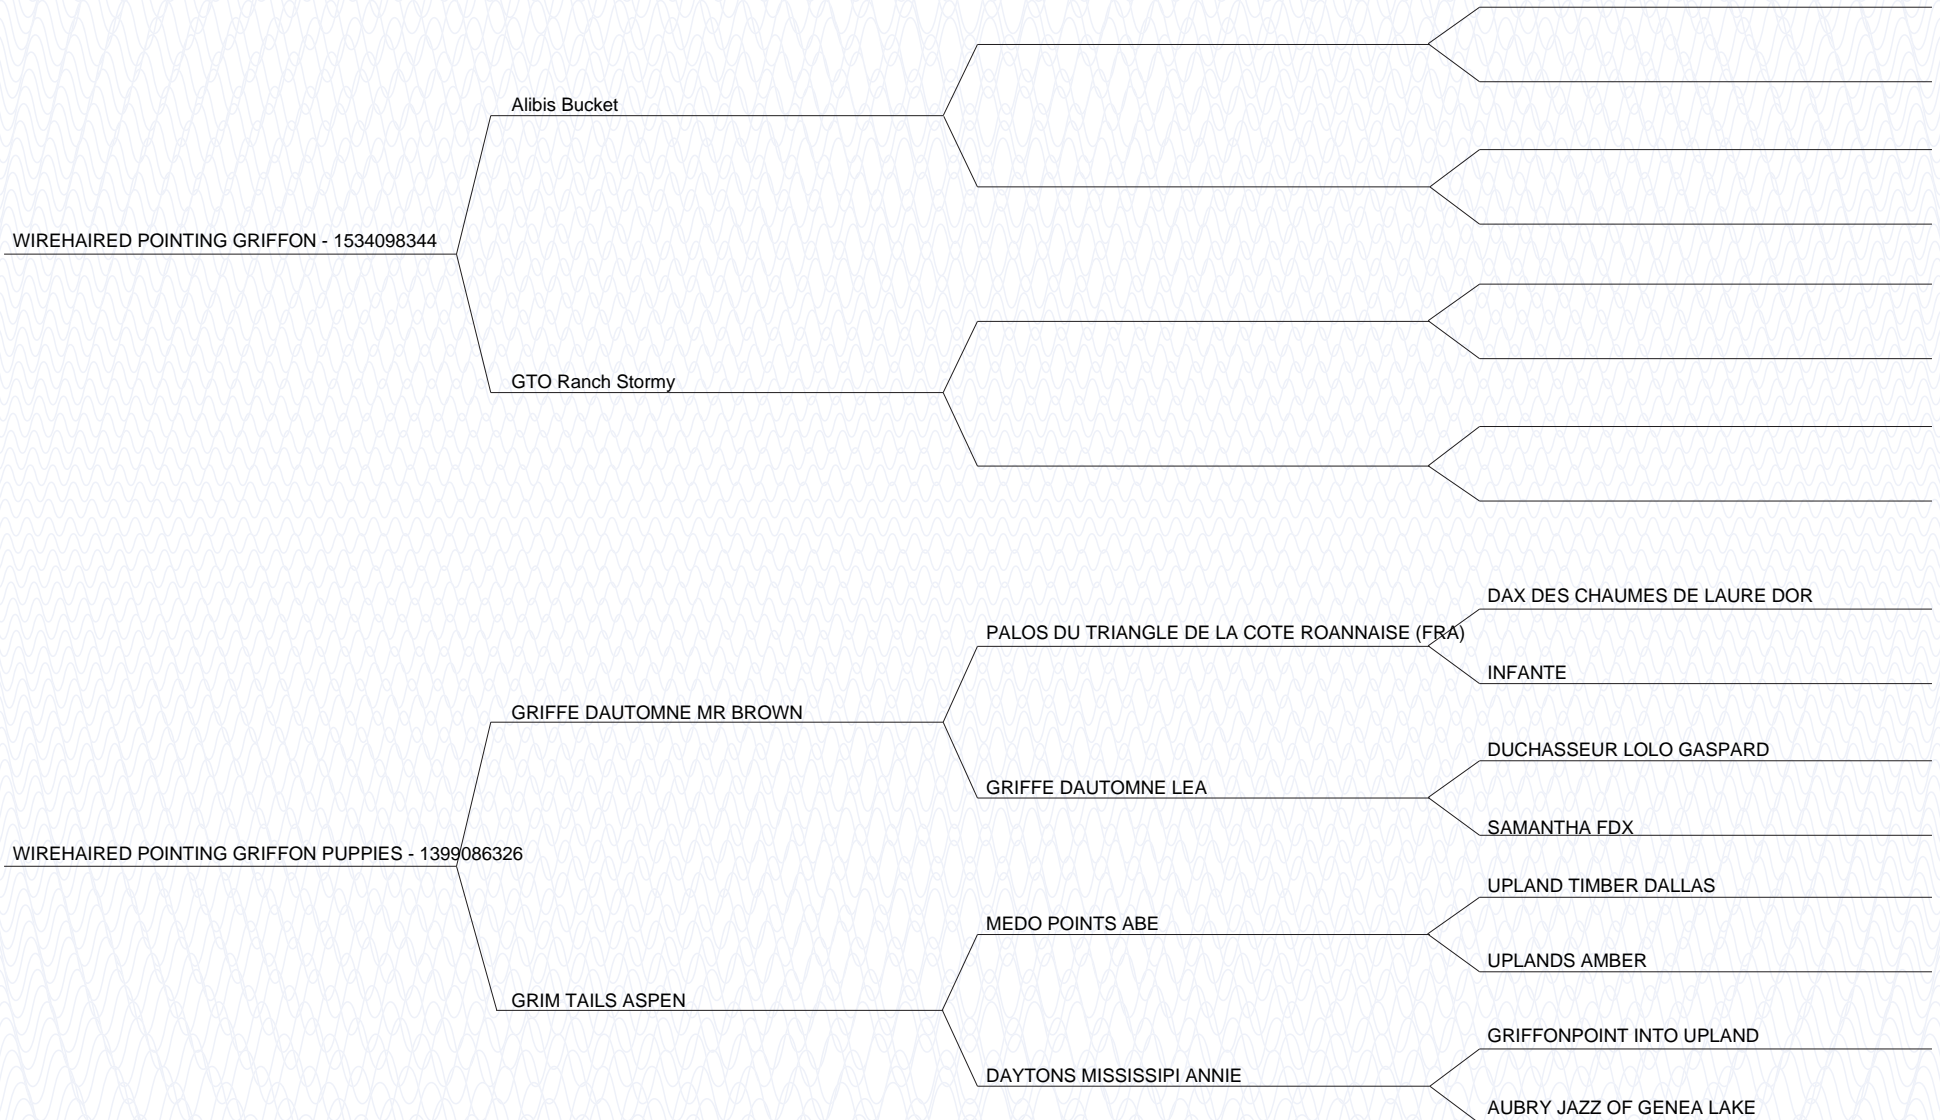 Alibis Bucket
WIREHAIRED POINTING GRIFFON - 1534098344
GTO Ranch Stormy
DAX DES CHAUMES DE LAURE DOR
PALOS DU TRIANGLE DE LA COTE ROANNAISE (FRA)
INFANTE
GRIFFE DAUTOMNE MR BROWN
DUCHASSEUR LOLO GASPARD
GRIFFE DAUTOMNE LEA
SAMANTHA FDX
WIREHAIRED POINTING GRIFFON PUPPIES - 1399086326
UPLAND TIMBER DALLAS
MEDO POINTS ABE
UPLANDS AMBER
GRIM TAILS ASPEN
GRIFFONPOINT INTO UPLAND
DAYTONS MISSISSIPI ANNIE
AUBRY JAZZ OF GENEA LAKE